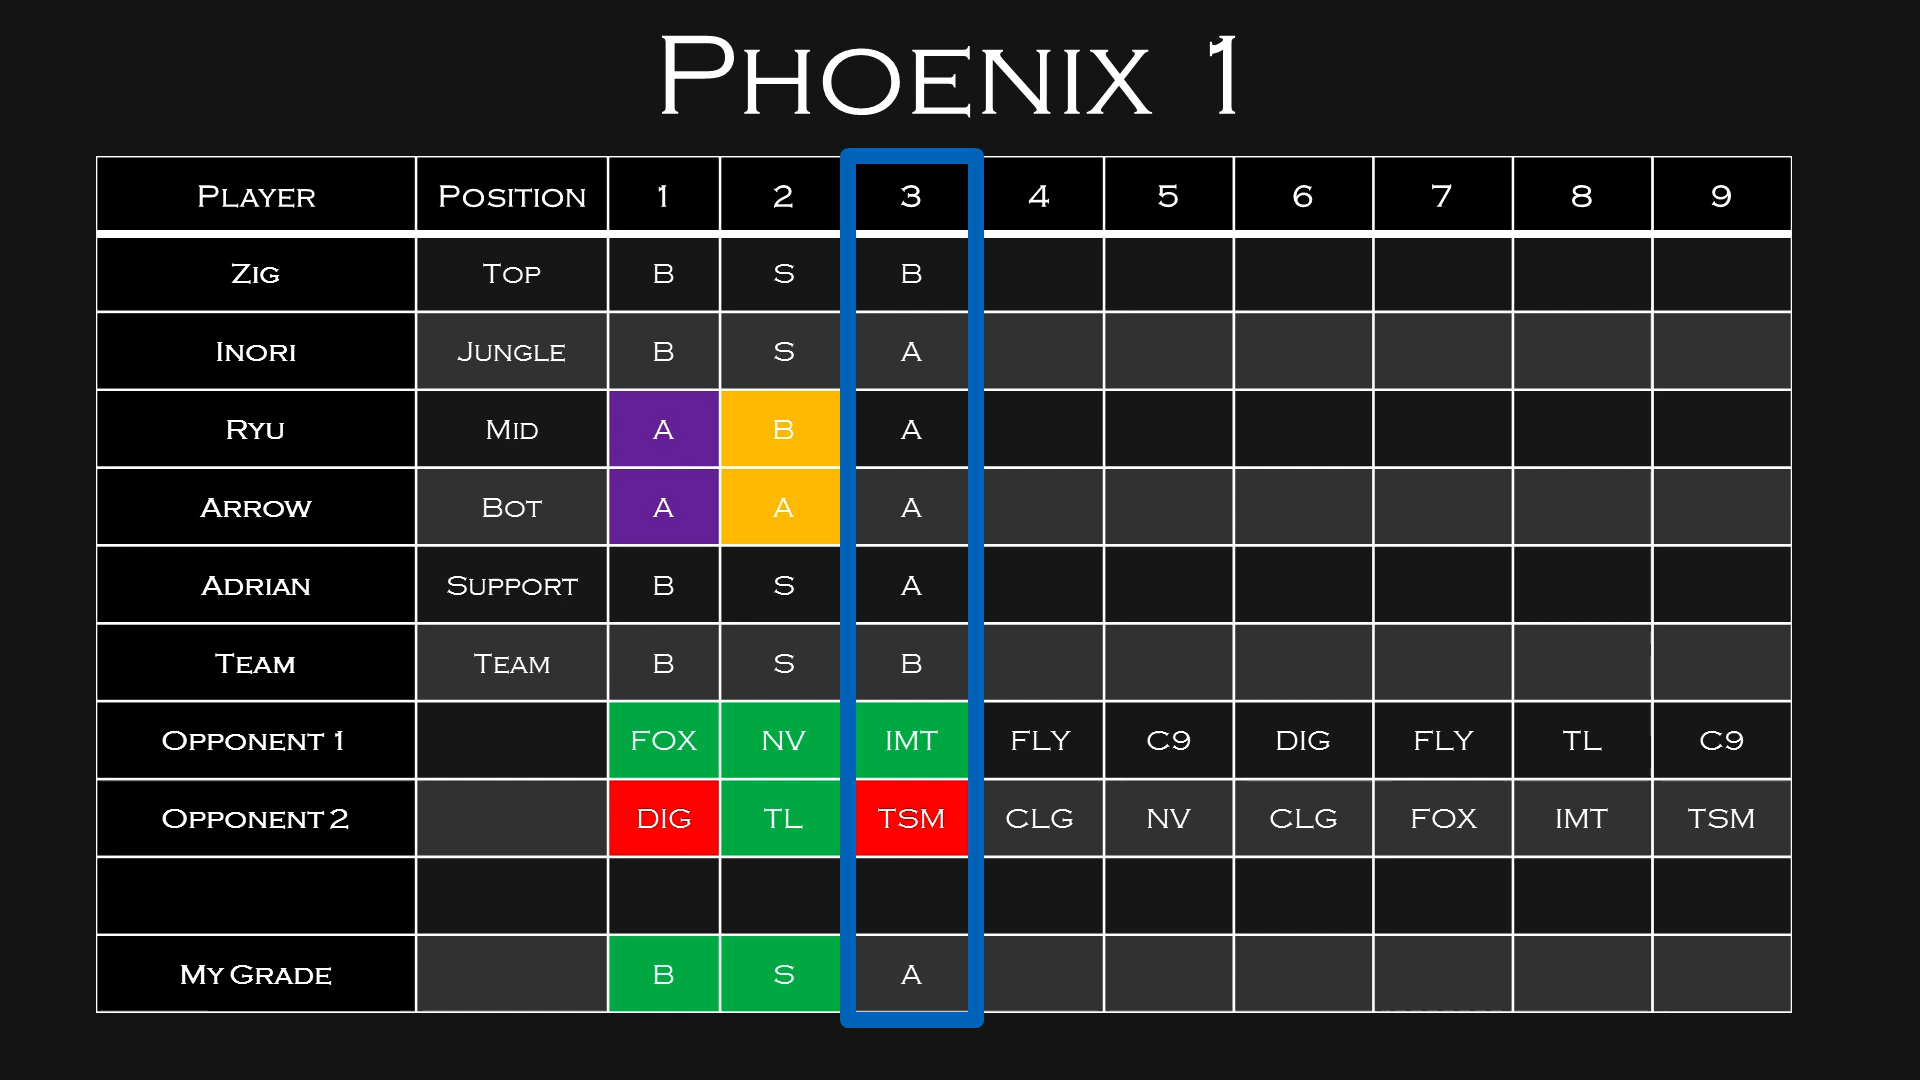 PHOENIX 1
PLAYER POSITION 1 2 3 4 5 6 7 8 9
ZIG TOP B S B
INORI JUNGLE B S A
RYU MID A B A
ARROW BOT A A A
ADRIAN SUPPORT B S A
TEAM TEAM B S B
OPPONENT 1 FOX NV IMT FLY C9 DIG FLY TL C9
OPPONENT 2 DIG TL TSM CLG NV CLG FOX IMT TSM
MY GRADE B S A